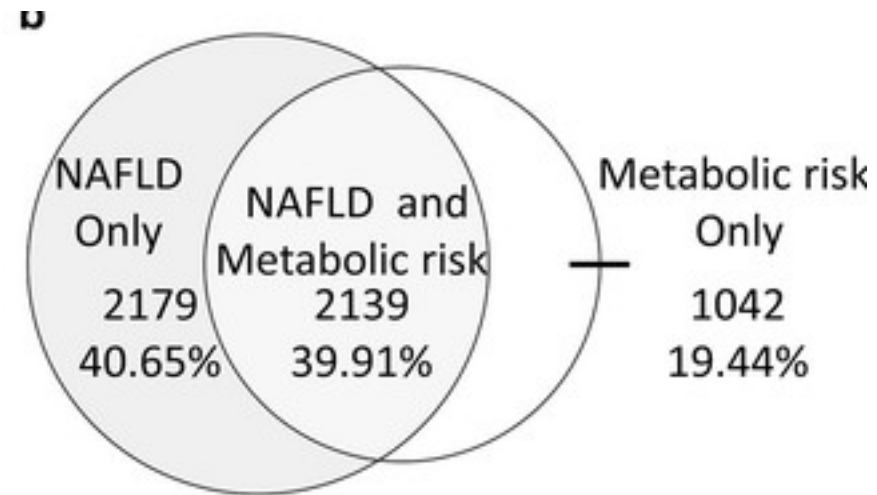 b
NAFLD
Only
2179
40.65%
NAFLD and
Metabolic risk
2139
39.91%
Metabolic risk
Only
1042
19.44%